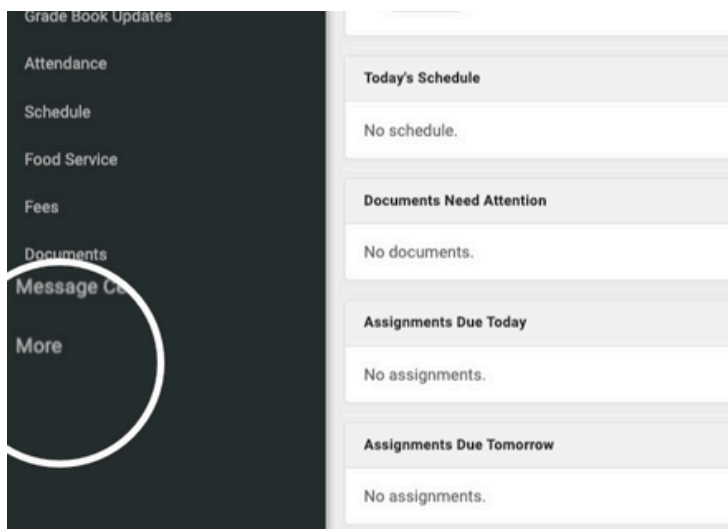 Grade Book Updates
Attendance
Schedule
Food Service
Fees
Documents
Message
More
Today's Schedule
No schedule.
Documents Need Attention
No documents.
Assignments Due Today
No assignments.
Assignments Due Tomorrow
No assignments.